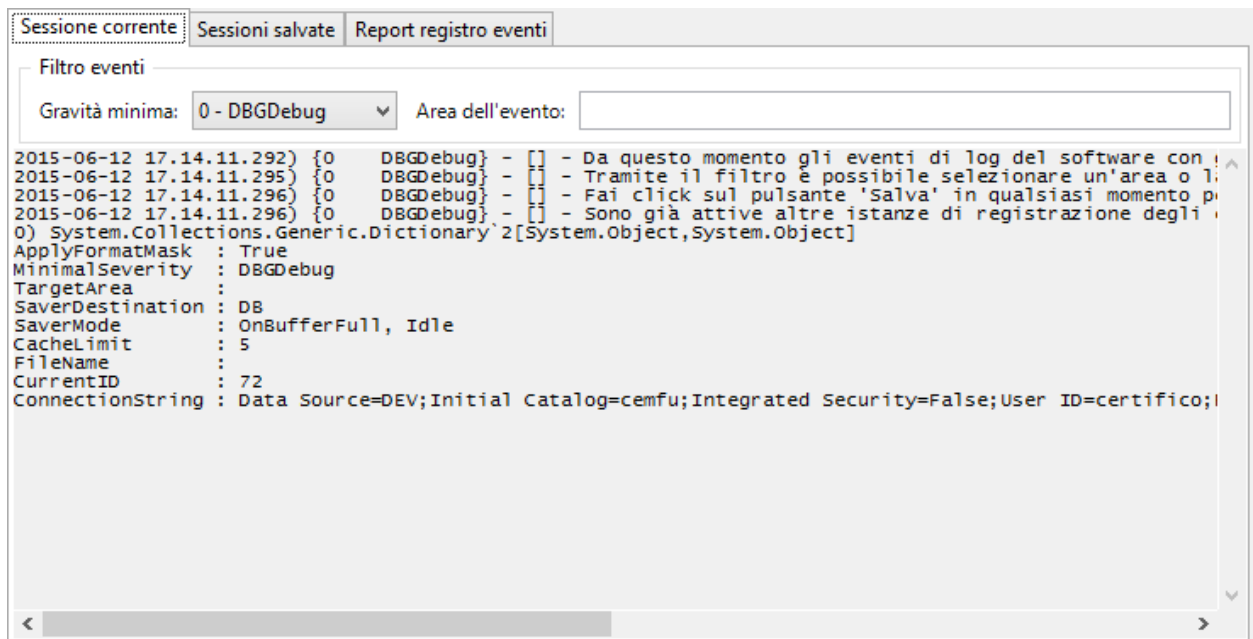 Sessione corrente Sessioni salvate Report registro eventi
Filtro eventi
Gravità minima: 0 - DBGDebug Area dell'evento:
2015-06-12 17.14.11.292) {0 DBGDebug} - [] - Da questo momento gli eventi di log del software con
2015-06-12 17.14.11.295) {0 DBGDebug} - [] - Tramite il filtro è possibile selezionare un'area o
2015-06-12 17.14.11.296) {0 DBGDebug} - [] - Fai click sul pulsante 'Salva' in qualsiasi momento
2015-06-12 17.14.11.296) {0 DBGDebug} - [] - Sono già attive altre istanze di registrazione degli
0) System.Collections.Generic.Dictionary`2[System.Object,System.Object]
ApplyFormatMask : True
MinimalSeverity : DBGDebug
TargetArea :
SaverDestination : DB
SaverMode : OnBufferFull, Idle
CacheLimit : 5
FileName :
CurrentID : 72
ConnectionString : Data Source=DEV;Initial Catalog=cemfu;Integrated Security=False;User ID=certifico;